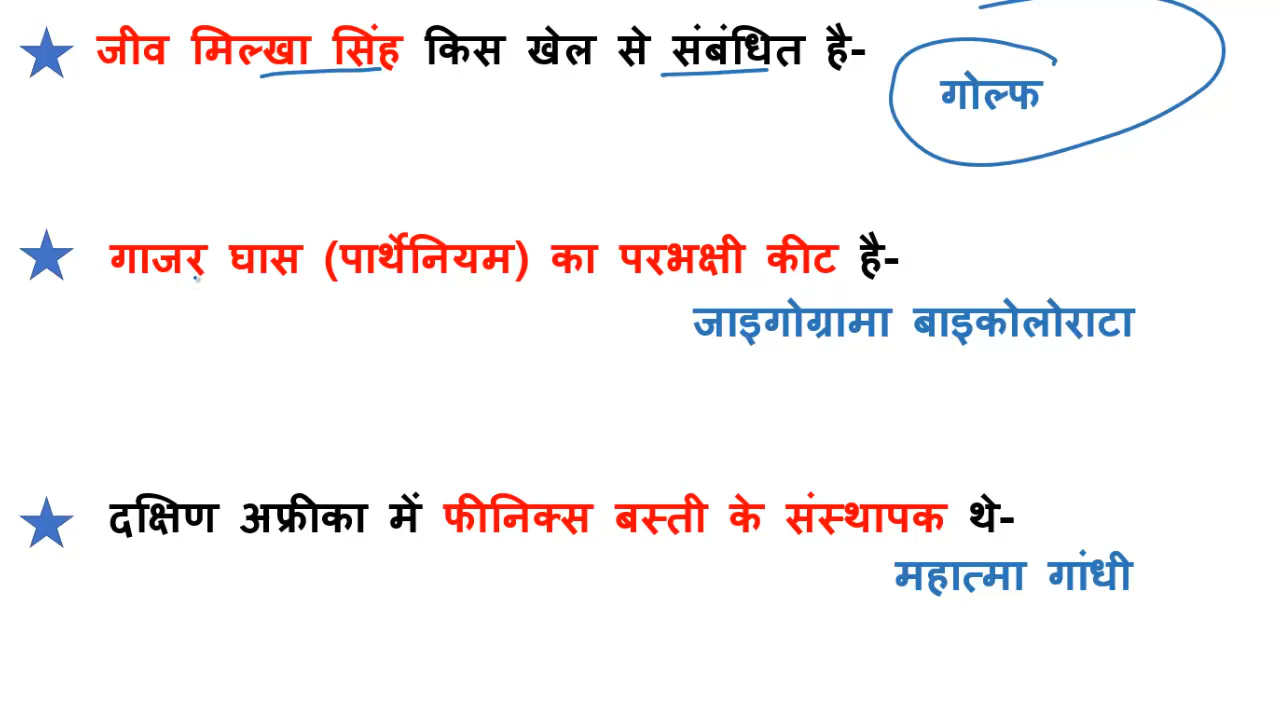 जीव मिल्खा सिंह किस खेल से संबंधित है-
गोल्फ
गाजर घास (पार्थेनियम) का परभक्षी कीट है-
जाइगोग्रामा बाइकोलोराटा
दक्षिण अफ्रीका में फीनिक्स बस्ती के संस्थापक थे-
महात्मा गांधी